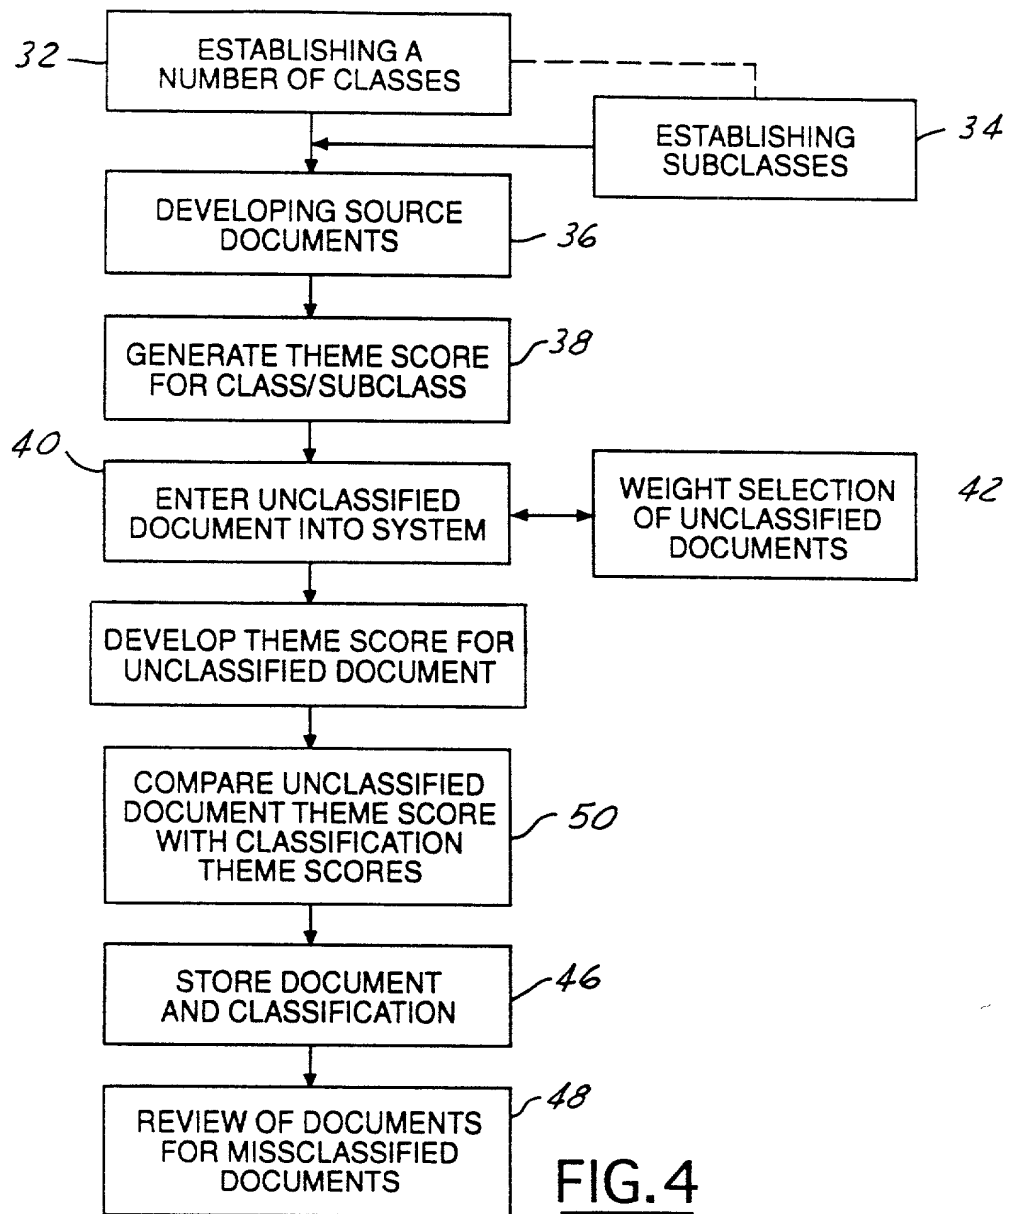 32
ESTABLISHING A
NUMBER OF CLASSES
ESTABLISHING
SUBCLASSES
34
DEVELOPING SOURCE
DOCUMENTS
36
GENERATE THEME SCORE
FOR CLASS/SUBCLASS
38
40
ENTER UNCLASSIFIED
DOCUMENT INTO SYSTEM
WEIGHT SELECTION
OF UNCLASSIFIED
DOCUMENTS
42
DEVELOP THEME SCORE FOR
UNCLASSIFIED DOCUMENT
COMPARE UNCLASSIFIED
DOCUMENT THEME SCORE
WITH CLASSIFICATION
THEME SCORES
50
STORE DOCUMENT
AND CLASSIFICATION
46
REVIEW OF DOCUMENTS
FOR MISSCLASSIFIED
DOCUMENTS
48
FIG.4